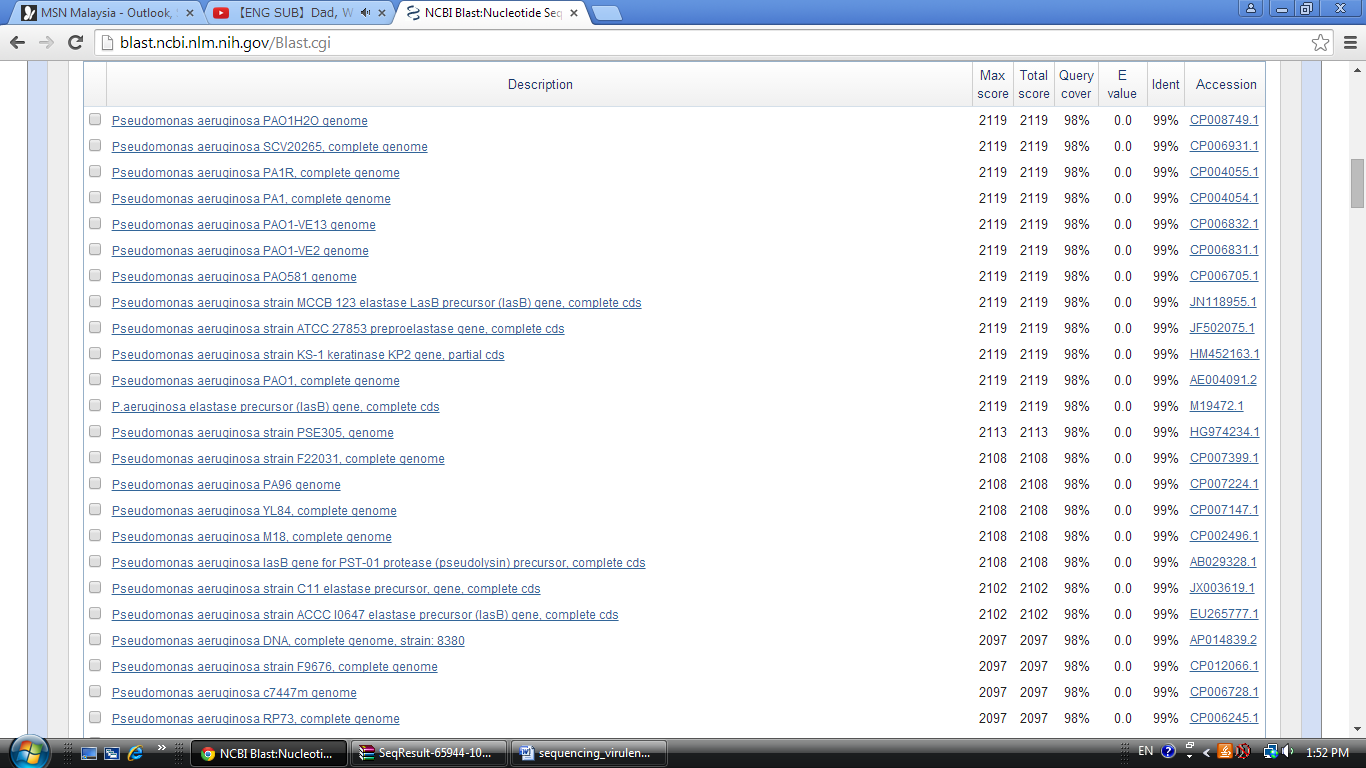 MSN Malaysia - Outlook, 【ENG SUB】Dad, W NCBI Blast:Nucleotide Seq
blast.ncbi.nlm.nih.gov/Blast.cgi
Description Max score Total score Query cover E value Ident Accession
Pseudomonas aeruginosa PAO1H2O genome 2119 2119 98% 0.0 99% CP008749.1
Pseudomonas aeruginosa SCV20265, complete genome 2119 2119 98% 0.0 99% CP006931.1
Pseudomonas aeruginosa PA1R, complete genome 2119 2119 98% 0.0 99% CP004055.1
Pseudomonas aeruginosa PA1, complete genome 2119 2119 98% 0.0 99% CP004054.1
Pseudomonas aeruginosa PAO1-VE13 genome 2119 2119 98% 0.0 99% CP006832.1
Pseudomonas aeruginosa PAO1-VE2 genome 2119 2119 98% 0.0 99% CP006831.1
Pseudomonas aeruginosa PAO581 genome 2119 2119 98% 0.0 99% CP006705.1
Pseudomonas aeruginosa strain MCCB 123 elastase LasB precursor (lasB) gene, complete cds 2119 2119 98% 0.0 99% JN118955.1
Pseudomonas aeruginosa strain ATCC 27853 preproelastase gene, complete cds 2119 2119 98% 0.0 99% JF502075.1
Pseudomonas aeruginosa strain KS-1 keratinase KP2 gene, partial cds 2119 2119 98% 0.0 99% HM452163.1
Pseudomonas aeruginosa PAO1, complete genome 2119 2119 98% 0.0 99% AE004091.2
P.aeruginosa elastase precursor (lasB) gene, complete cds 2119 2119 98% 0.0 99% M19472.1
Pseudomonas aeruginosa strain PSE305, genome 2113 2113 98% 0.0 99% HG974234.1
Pseudomonas aeruginosa strain F22031, complete genome 2108 2108 98% 0.0 99% CP007399.1
Pseudomonas aeruginosa PA96 genome 2108 2108 98% 0.0 99% CP007224.1
Pseudomonas aeruginosa YL84, complete genome 2108 2108 98% 0.0 99% CP007147.1
Pseudomonas aeruginosa M18, complete genome 2108 2108 98% 0.0 99% CP002496.1
Pseudomonas aeruginosa lasB gene for PST-01 protease (pseudolysin) precursor, complete cds 2108 2108 98% 0.0 99% AB029328.1
Pseudomonas aeruginosa strain C11 elastase precursor, gene, complete cds 2102 2102 98% 0.0 99% JX003619.1
Pseudomonas aeruginosa strain ACCC I0647 elastase precursor (lasB) gene, complete cds 2102 2102 98% 0.0 99% EU265777.1
Pseudomonas aeruginosa DNA, complete genome, strain: 8380 2097 2097 98% 0.0 99% AP014839.2
Pseudomonas aeruginosa strain F9676, complete genome 2097 2097 98% 0.0 99% CP012066.1
Pseudomonas aeruginosa c7447m genome 2097 2097 98% 0.0 99% CP006728.1
Pseudomonas aeruginosa RP73, complete genome 2097 2097 98% 0.0 99% CP006245.1
NCBI Blast:Nucleoti... SeqResult-65944-10... sequencing_virulen... EN 1:52 PM